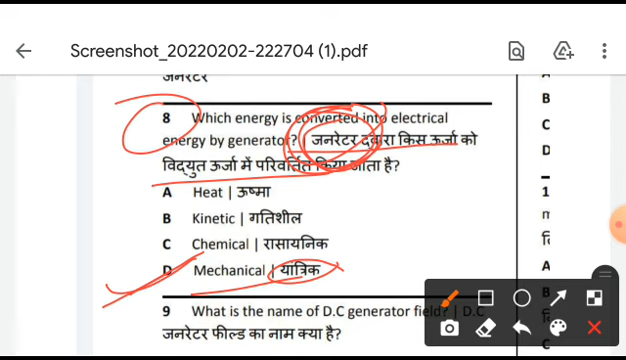 Screenshot_20220202-222704 (1).pdf
जनरेटर
8 Which energy is converted into electrical
energy by generator? | जनरेटर द्वारा किस ऊर्जा को
विद्युत ऊर्जा में परिवर्तित किया जाता है?
A Heat | ऊष्मा
B Kinetic | गतिशील
C Chemical | रासायनिक
D Mechanical | यांत्रिक
9 What is the name of D.C generator field? | D.C
जनरेटर फील्ड का नाम क्या है?
B
C
D
1
A
B
C